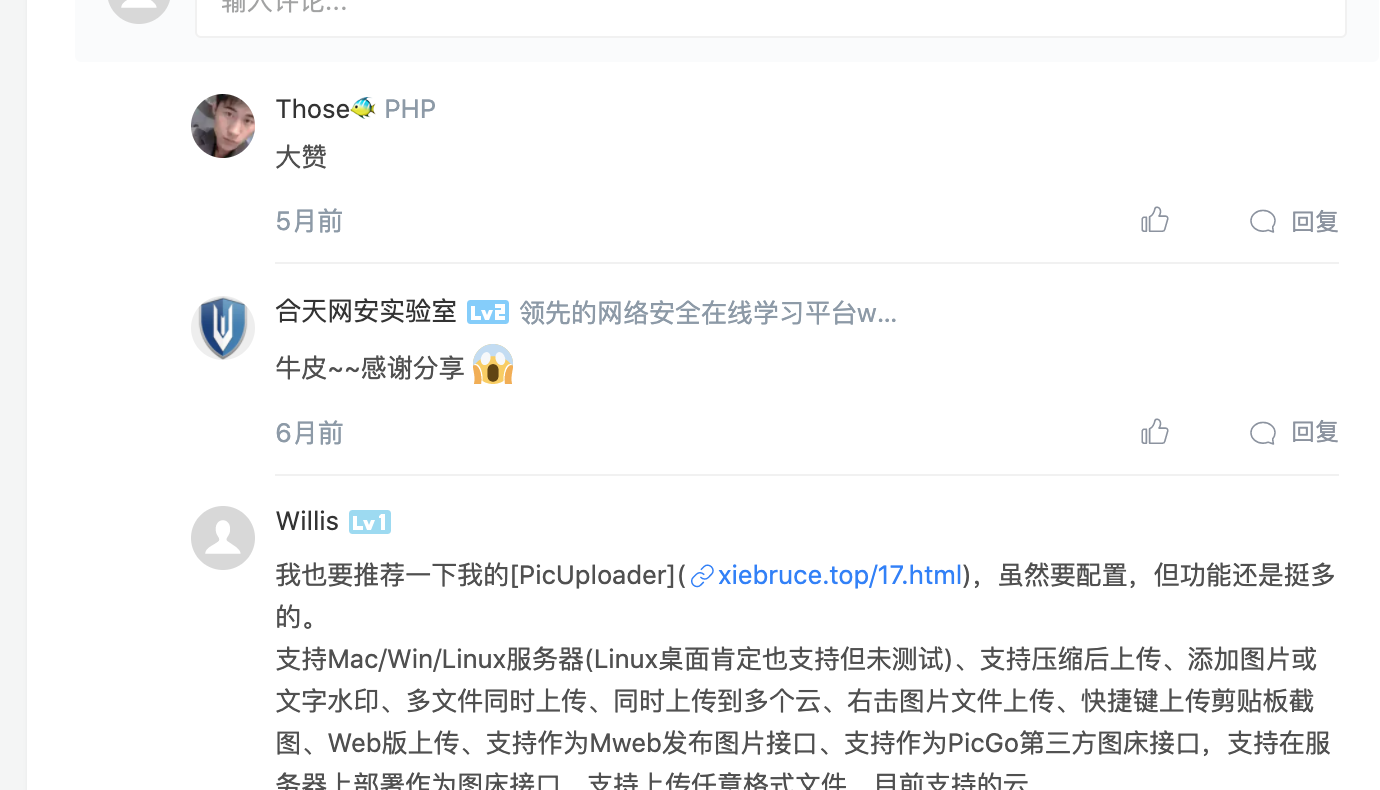 输入评论...
Those🐠 PHP
大赞
5月前
回复
合天网安实验室 Lv2 领先的网络安全在线学习平台w...
牛皮~~感谢分享 😱
6月前
回复
Willis Lv1
我也要推荐一下我的[PicUploader](xiebruce.top/17.html)，虽然要配置，但功能还是挺多
的。
支持Mac/Win/Linux服务器(Linux桌面肯定也支持但未测试)、支持压缩后上传、添加图片或
文字水印、多文件同时上传、同时上传到多个云、右击图片文件上传、快捷键上传剪贴板截
图、Web版上传、支持作为Mweb发布图片接口、支持作为PicGo第三方图床接口，支持在服
务器上部署作为图床接口、支持上传任意格式文件，目前支持的云